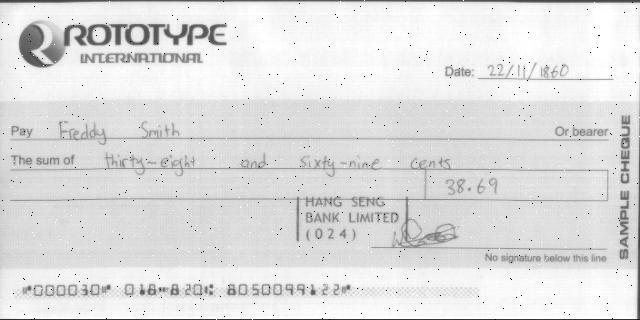 ROTOTYPE
INTERNATIONAL
Date: 22/11/1860
Pay Freddy Smith Or bearer
The sum of thirty-eight and sixty-nine cents
38.69
HANG SENG
BANK LIMITED
(024)
No signature below this line
SAMPLE CHEQUE
⑈000030⑈ 018⑉820⑆ 8050099122⑈